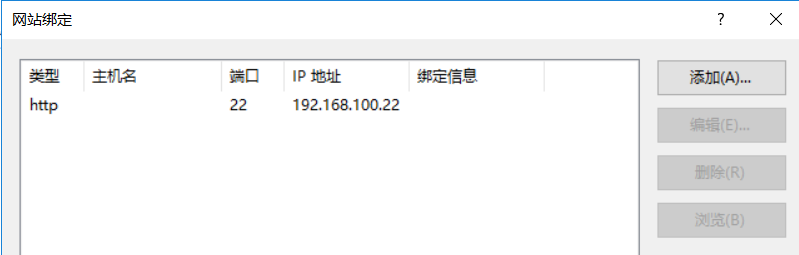 网站绑定 ?
类型 主机名 端口 IP 地址 绑定信息
http 22 192.168.100.22
添加(A)...
编辑(E)...
删除(R)
浏览(B)